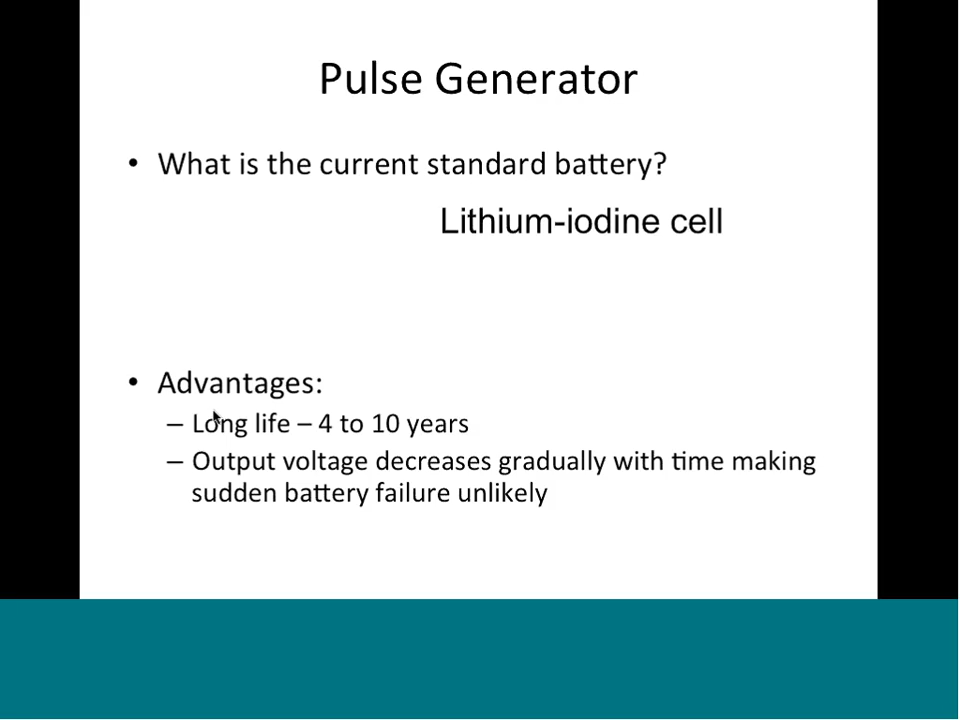 Pulse Generator
• What is the current standard battery?
Lithium-iodine cell
• Advantages:
– Long life – 4 to 10 years
– Output voltage decreases gradually with time making
sudden battery failure unlikely